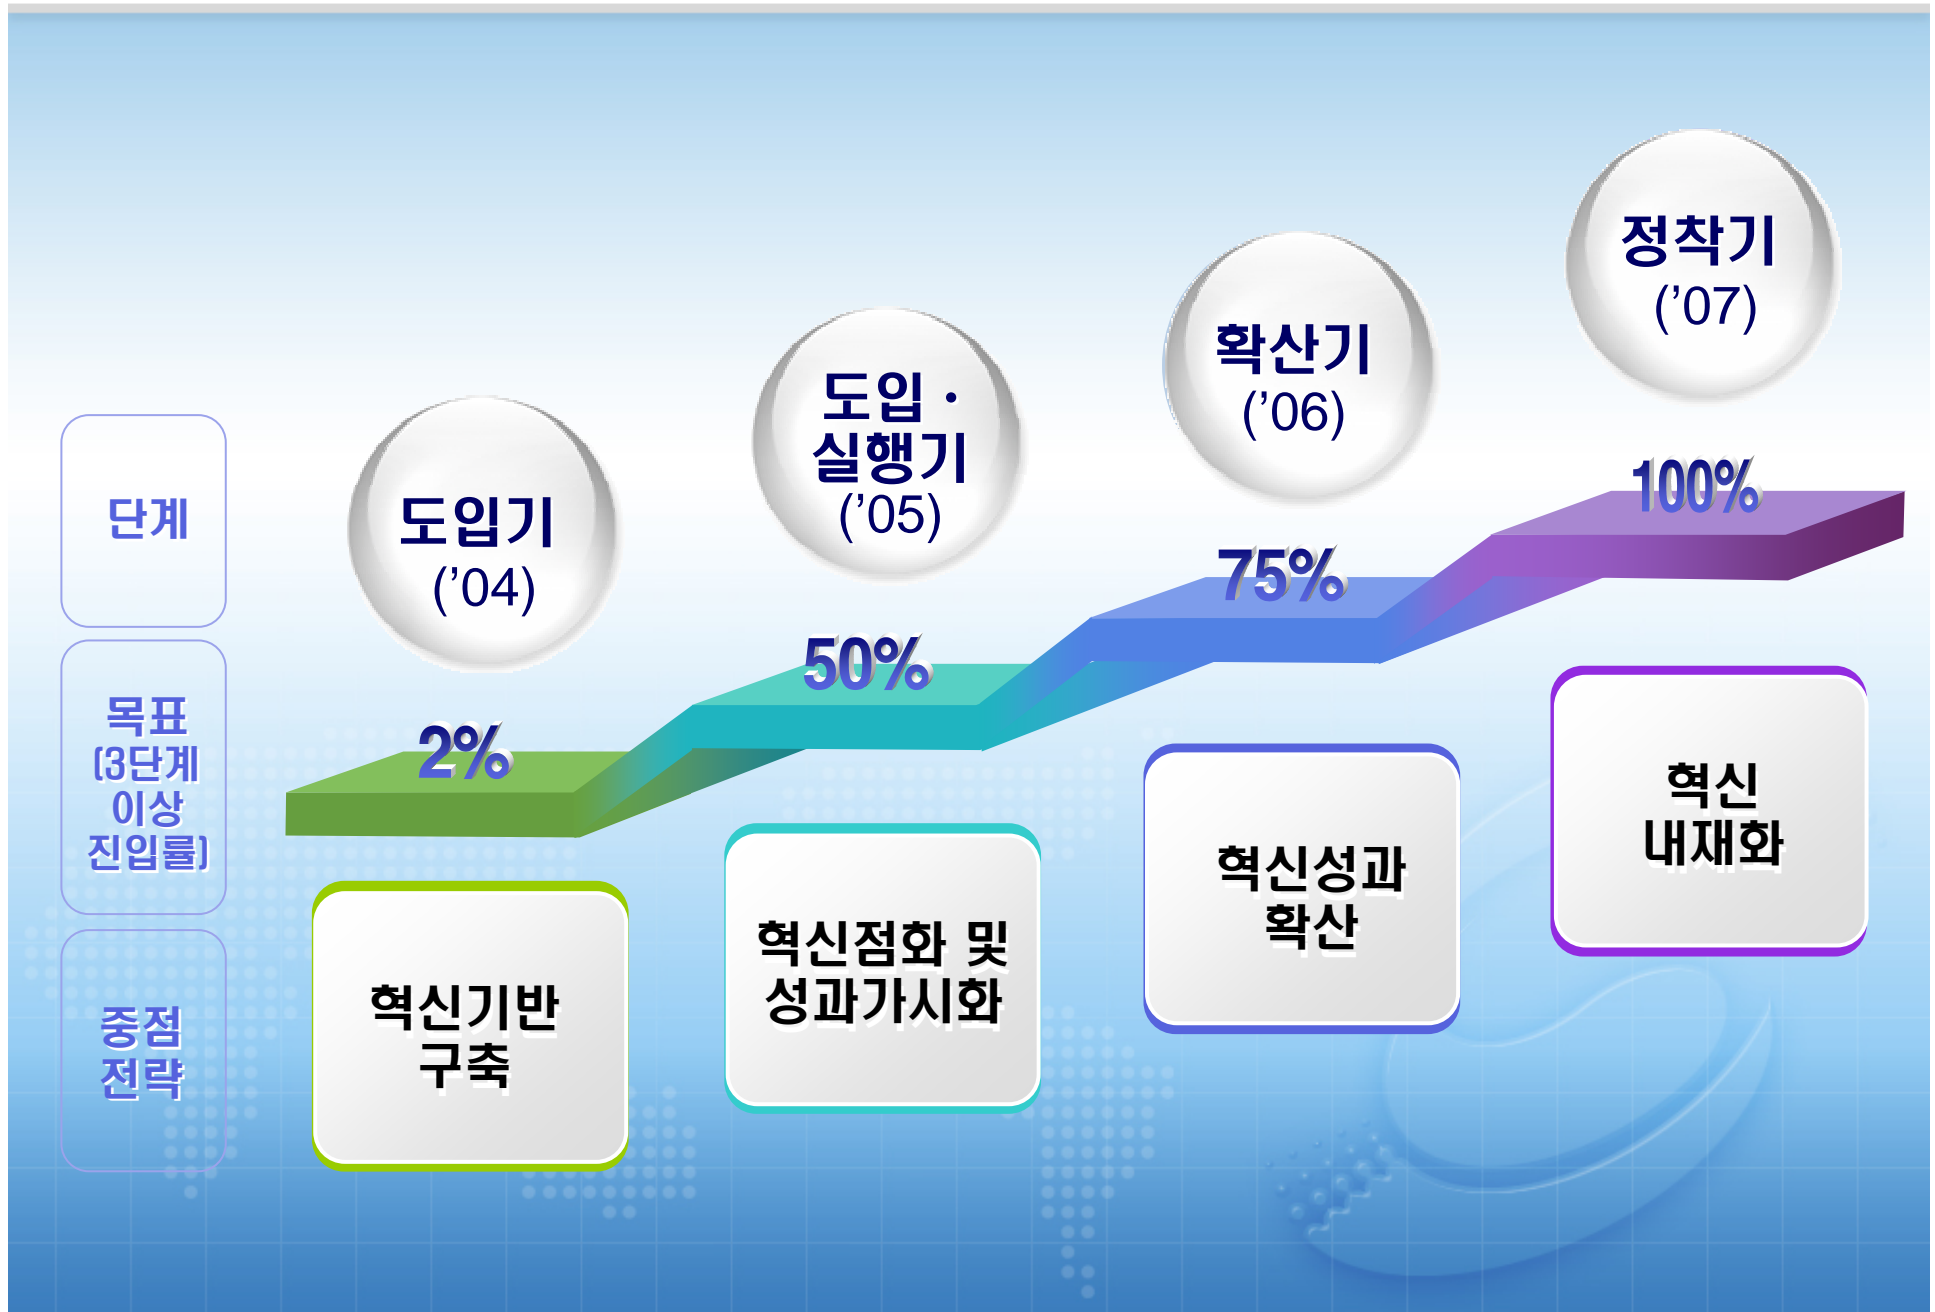 단계
도입기
(’04)
도입 ·
실행기
(’05)
확산기
(’06)
정착기
(’07)
목표
(3단계
이상
진입률)
2%
50%
75%
100%
중점
전략
혁신기반
구축
혁신점화 및
성과가시화
혁신성과
확산
혁신
내재화